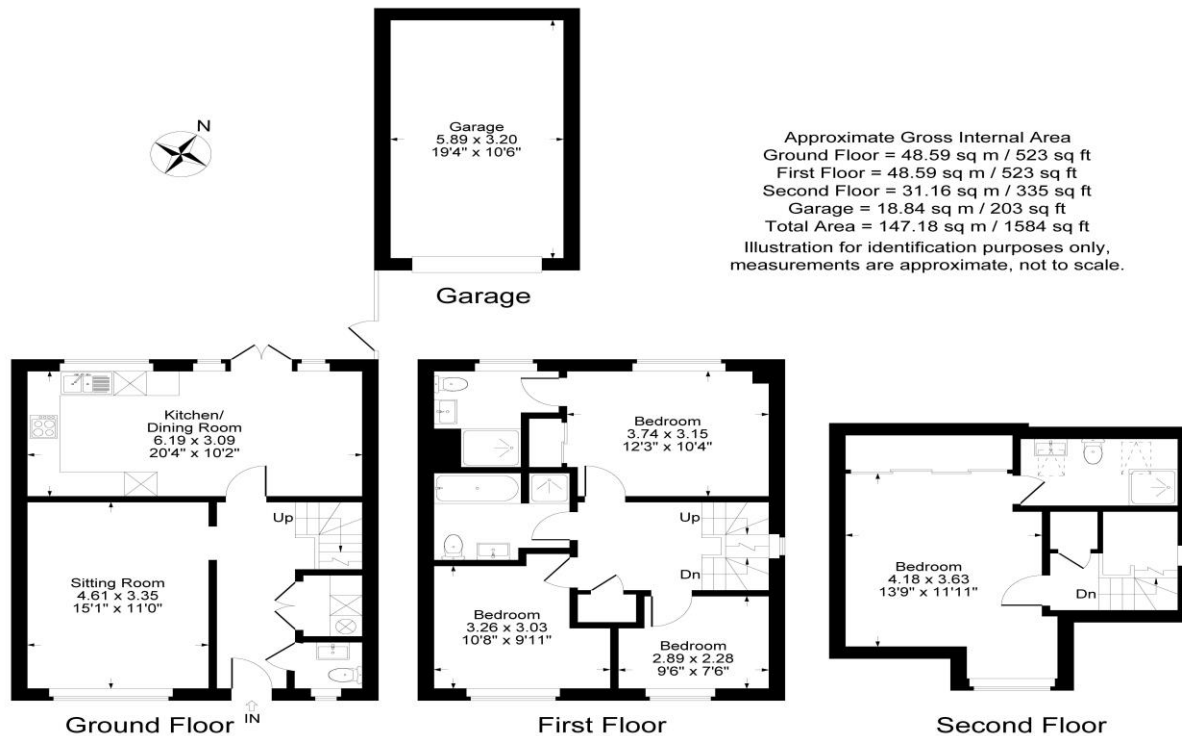 N
Garage
5.89 x 3.20
19'4" x 10'6"
Garage
Approximate Gross Internal Area
Ground Floor = 48.59 sq m / 523 sq ft
First Floor = 48.59 sq m / 523 sq ft
Second Floor = 31.16 sq m / 335 sq ft
Garage = 18.84 sq m / 203 sq ft
Total Area = 147.18 sq m / 1584 sq ft
Illustration for identification purposes only,
measurements are approximate, not to scale.
Kitchen/
Dining Room
6.19 x 3.09
20'4" x 10'2"
Up
Sitting Room
4.61 x 3.35
15'1" x 11'0"
IN
Ground Floor
Bedroom
3.74 x 3.15
12'3" x 10'4"
Up
Dn
Bedroom
3.26 x 3.03
10'8" x 9'11"
Bedroom
2.89 x 2.28
9'6" x 7'6"
First Floor
Bedroom
4.18 x 3.63
13'9" x 11'11"
Dn
Second Floor